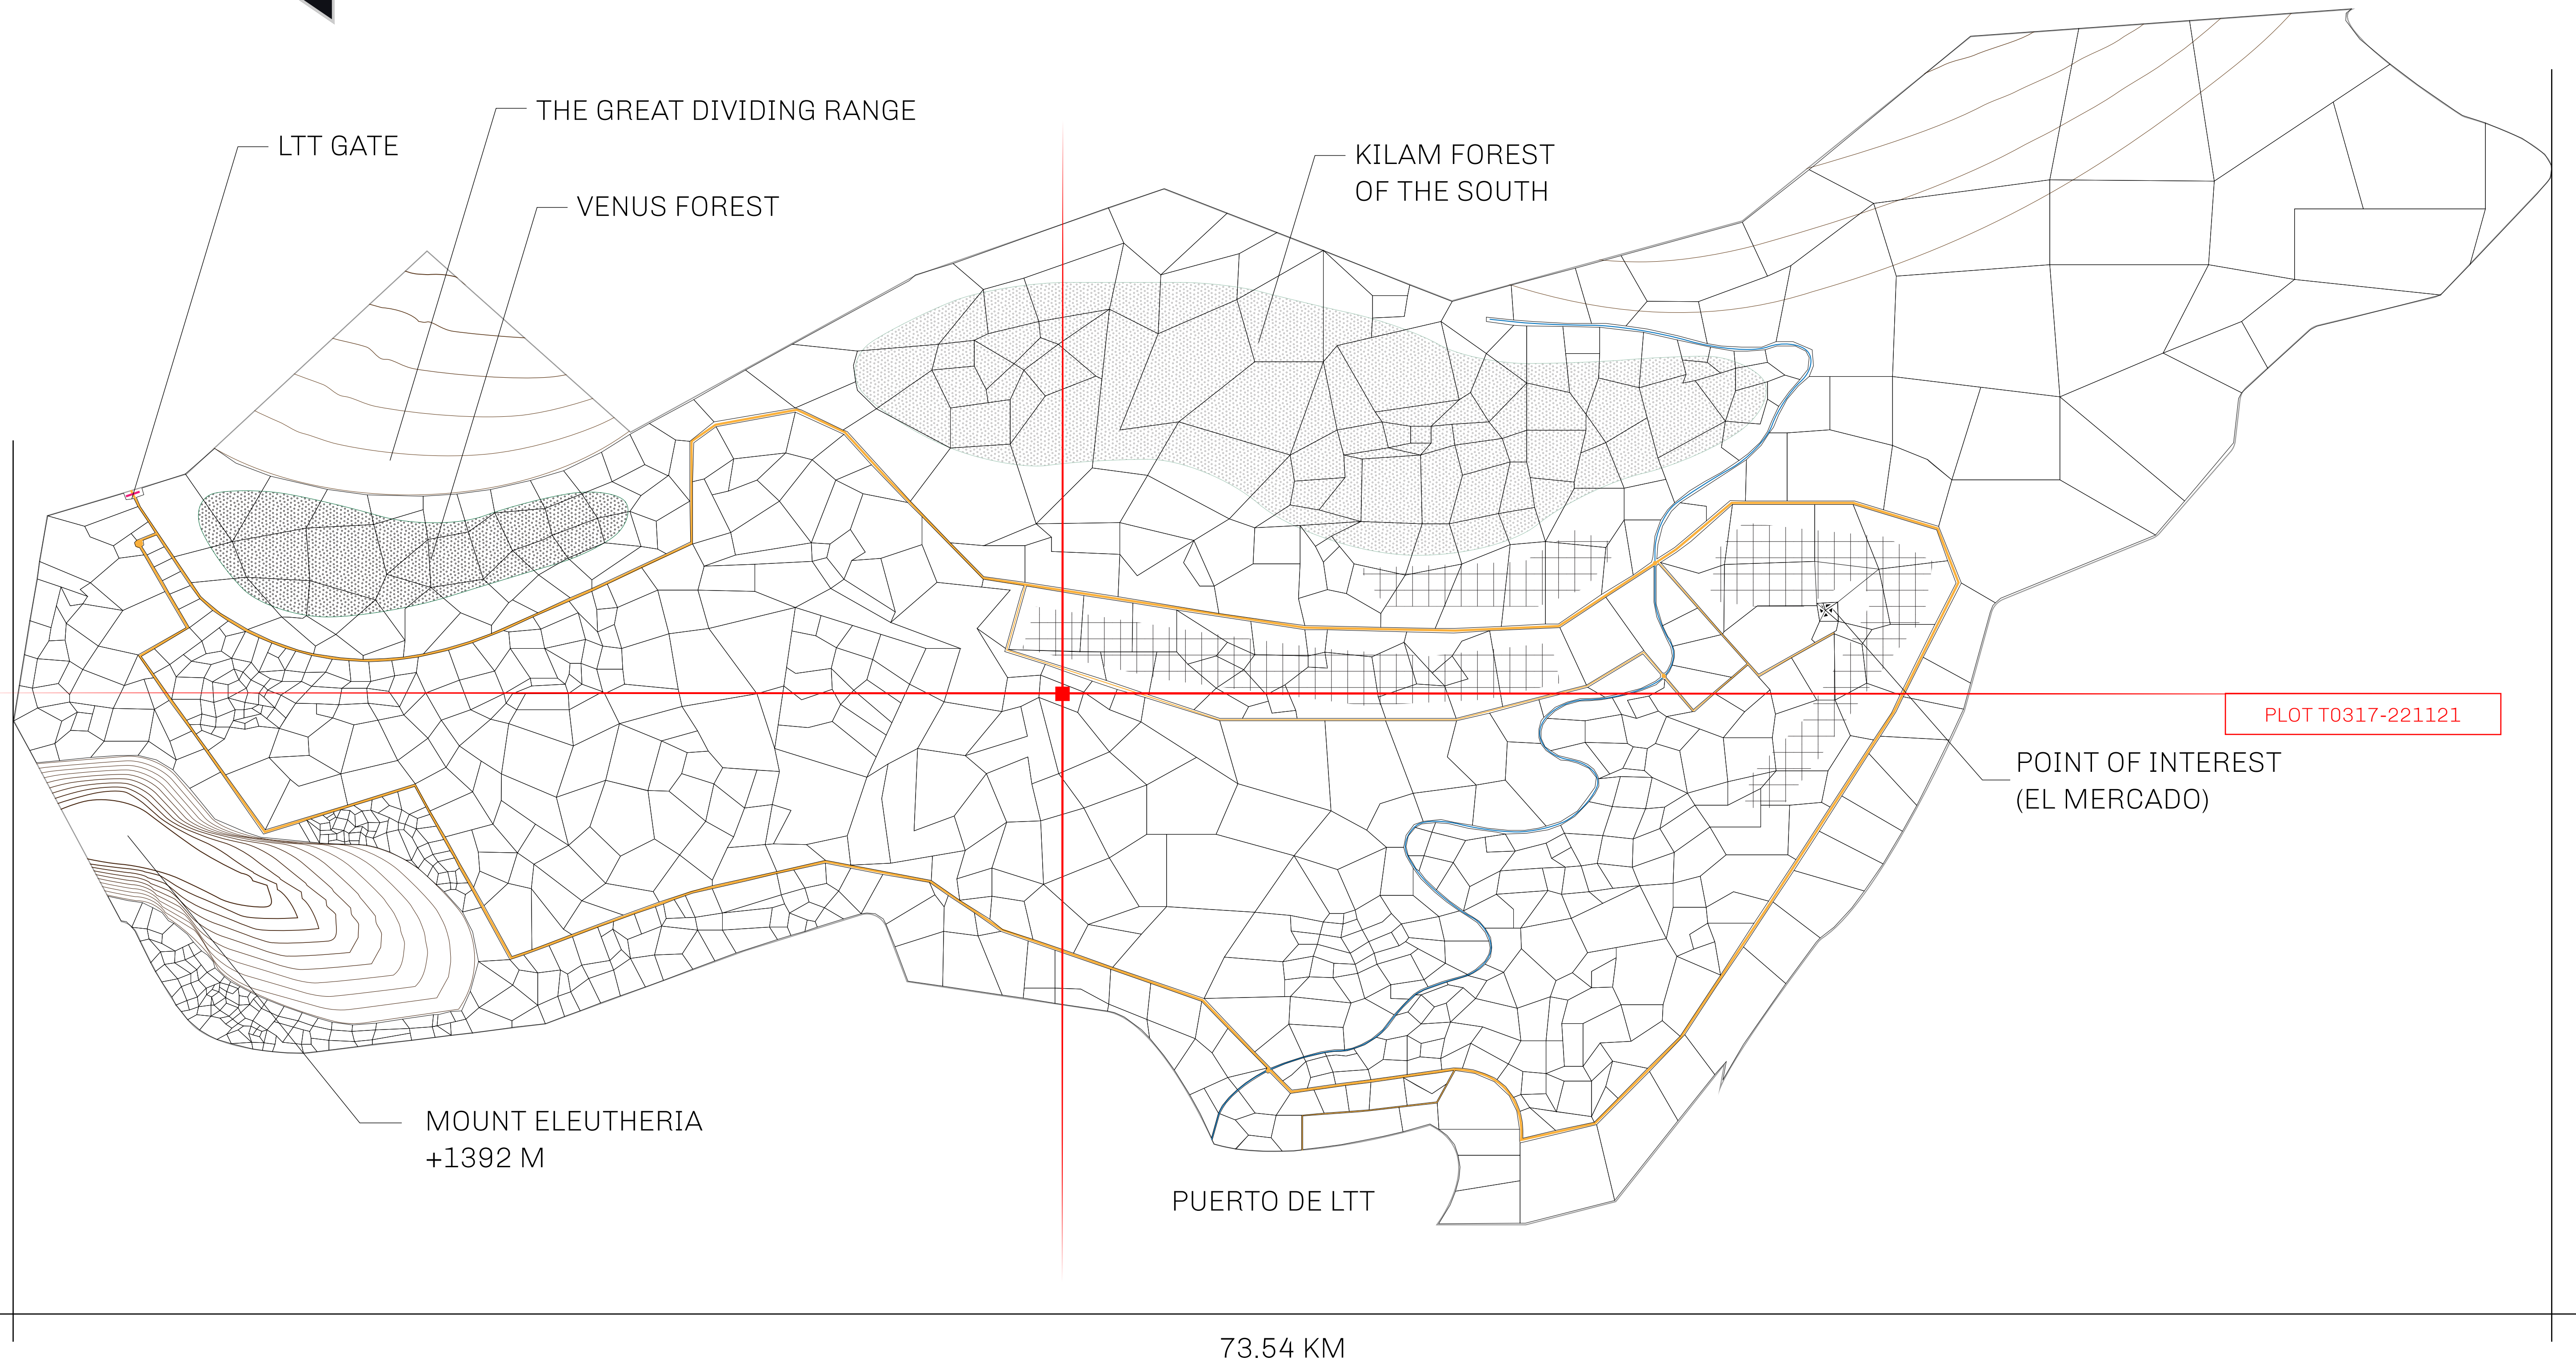 THE GREAT DIVIDING RANGE
LTT GATE
VENUS FOREST
KILAM FOREST
OF THE SOUTH
PLOT T0317-221121
POINT OF INTEREST
(EL MERCADO)
MOUNT ELEUTHERIA
+1392 M
PUERTO DE LTT
73.54 KM